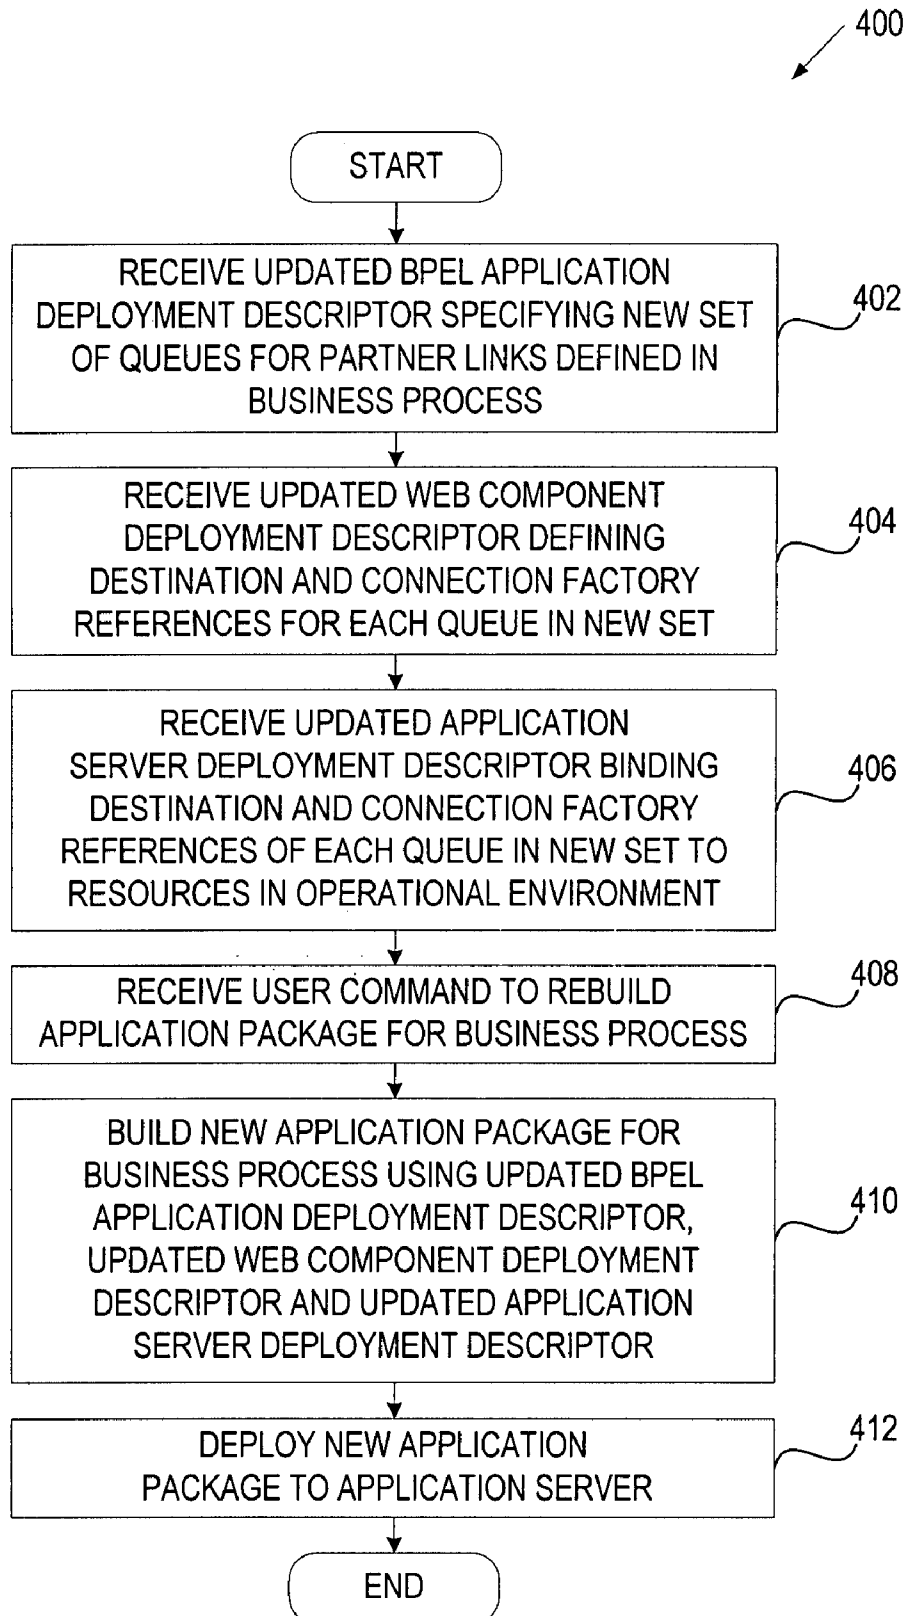 400
START
RECEIVE UPDATED BPEL APPLICATION
DEPLOYMENT DESCRIPTOR SPECIFYING NEW SET
OF QUEUES FOR PARTNER LINKS DEFINED IN
BUSINESS PROCESS
402
RECEIVE UPDATED WEB COMPONENT
DEPLOYMENT DESCRIPTOR DEFINING
DESTINATION AND CONNECTION FACTORY
REFERENCES FOR EACH QUEUE IN NEW SET
404
RECEIVE UPDATED APPLICATION
SERVER DEPLOYMENT DESCRIPTOR BINDING
DESTINATION AND CONNECTION FACTORY
REFERENCES OF EACH QUEUE IN NEW SET TO
RESOURCES IN OPERATIONAL ENVIRONMENT
406
RECEIVE USER COMMAND TO REBUILD
APPLICATION PACKAGE FOR BUSINESS PROCESS
408
BUILD NEW APPLICATION PACKAGE FOR
BUSINESS PROCESS USING UPDATED BPEL
APPLICATION DEPLOYMENT DESCRIPTOR,
UPDATED WEB COMPONENT DEPLOYMENT
DESCRIPTOR AND UPDATED APPLICATION
SERVER DEPLOYMENT DESCRIPTOR
410
DEPLOY NEW APPLICATION
PACKAGE TO APPLICATION SERVER
412
END